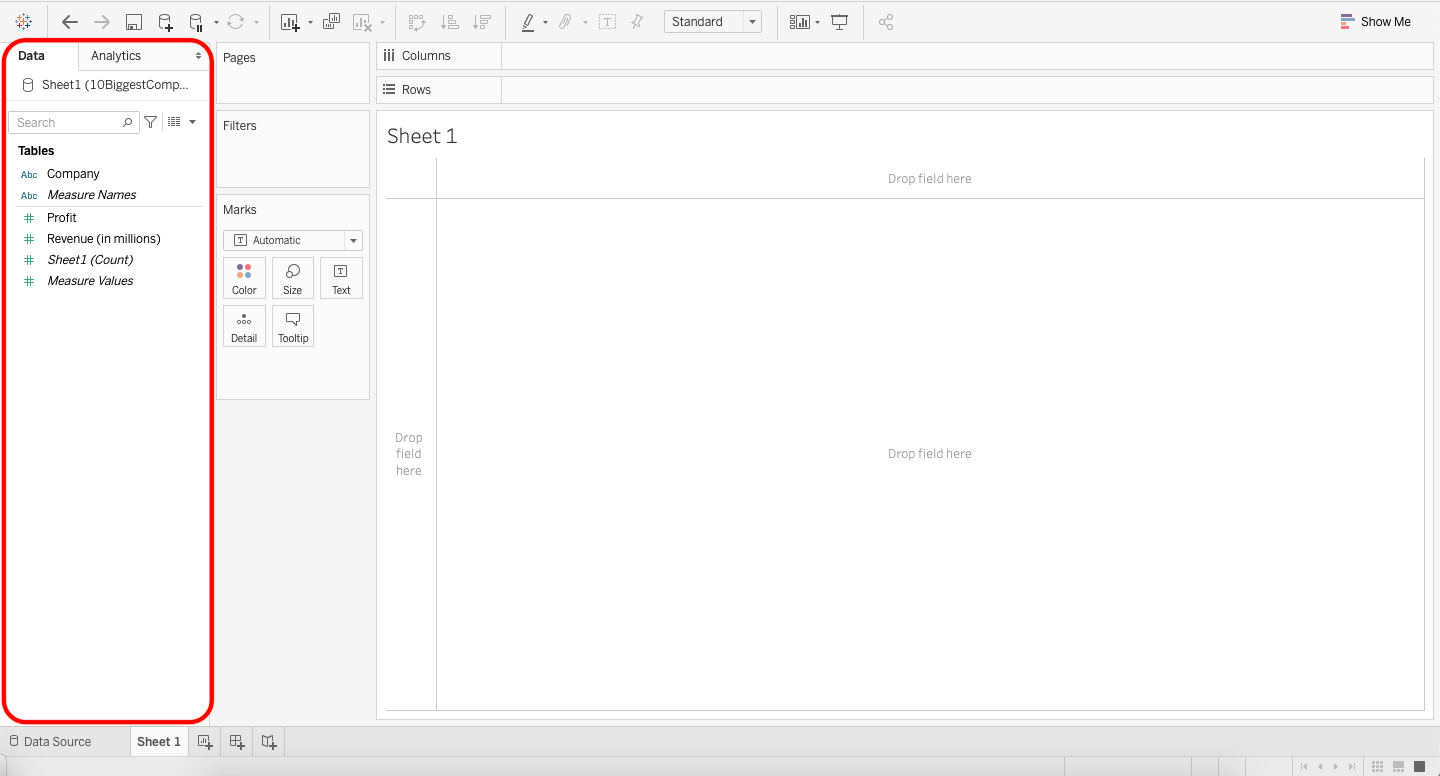 Standard
Show Me
Data
Analytics
Sheet1 (10BiggestComp...
Search
Tables
Abc Company
Abc Measure Names
Profit
Revenue (in millions)
Sheet1 (Count)
Measure Values
Pages
Filters
Marks
T Automatic
Color
Size
T
Text
Detail
Tooltip
Columns
Rows
Sheet 1
Drop field here
Drop
field
here
Drop field here
Data Source
Sheet 1